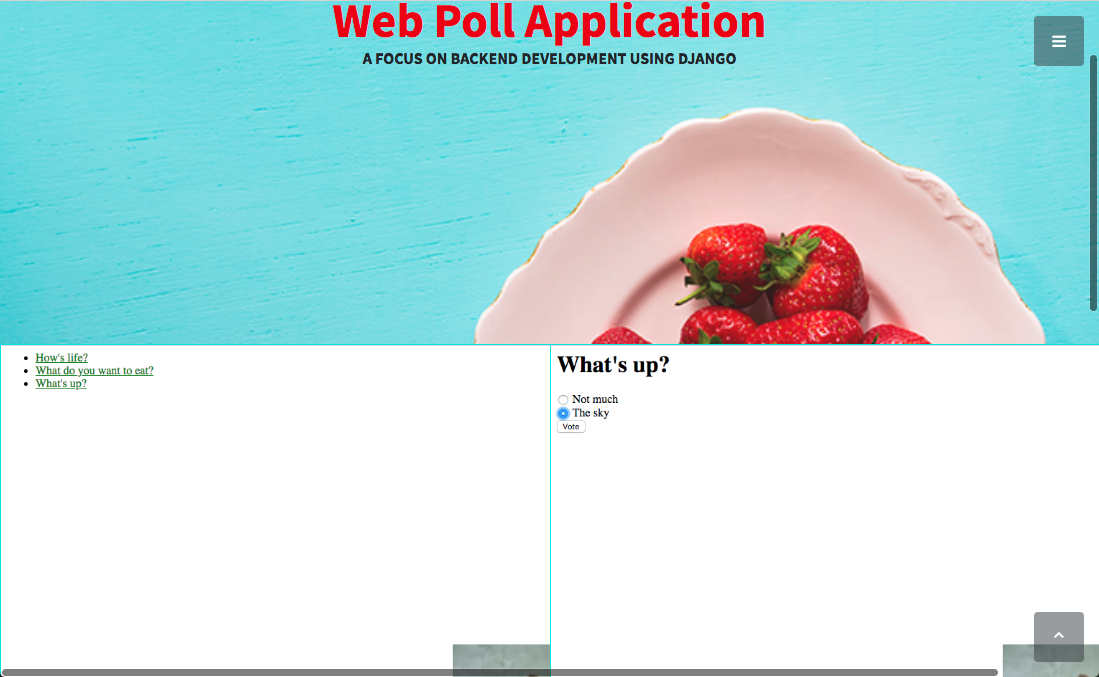 Web Poll Application
A FOCUS ON BACKEND DEVELOPMENT USING DJANGO
How's life?
What do you want to eat?
What's up?
What's up?
Not much
The sky
Vote